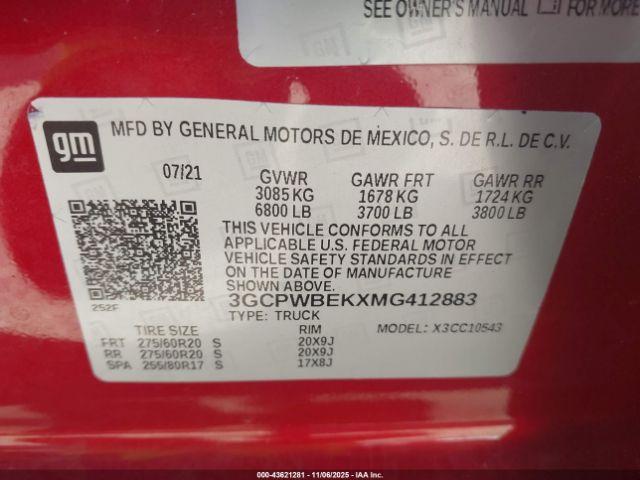 SEE OWNER'S MANUAL FOR MORE
gm
MFD BY GENERAL MOTORS DE MEXICO, S. DE R.L. DE C.V.
07/21 GVWR GAWR FRT GAWR RR
3085 KG 1678 KG 1724 KG
6800 LB 3700 LB 3800 LB
THIS VEHICLE CONFORMS TO ALL
APPLICABLE U.S. FEDERAL MOTOR
VEHICLE SAFETY STANDARDS IN EFFECT
ON THE DATE OF MANUFACTURE
SHOWN ABOVE.
252F 3GCPWBEKXMG412883
TYPE: TRUCK MODEL: X3CC10543
TIRE SIZE RIM
FRT 275/60R20 S 20X9J
RR 275/60R20 S 20X9J
SPA 255/80R17 S 17X8J
000-43621281 - 11/06/2025 - IAA Inc.